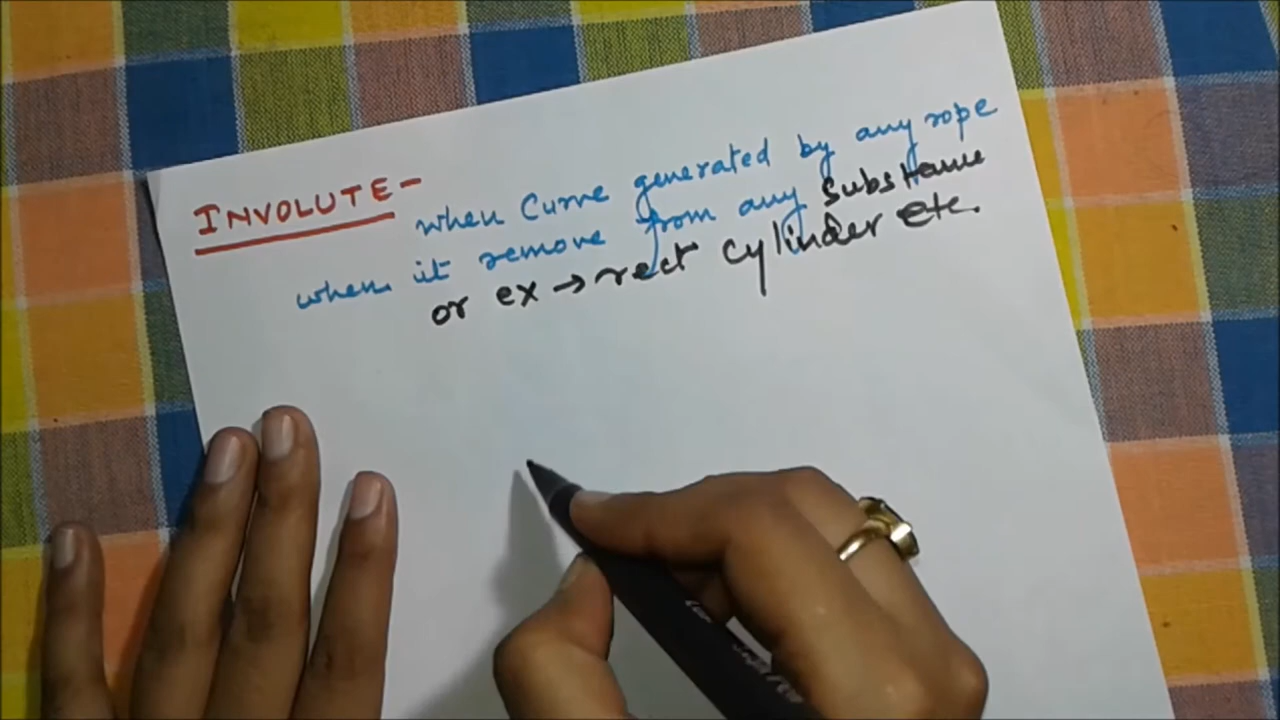 INVOLUTE-
when Curve generated by any rope
when it remove from any substance
or ex → rect cylinder etc.